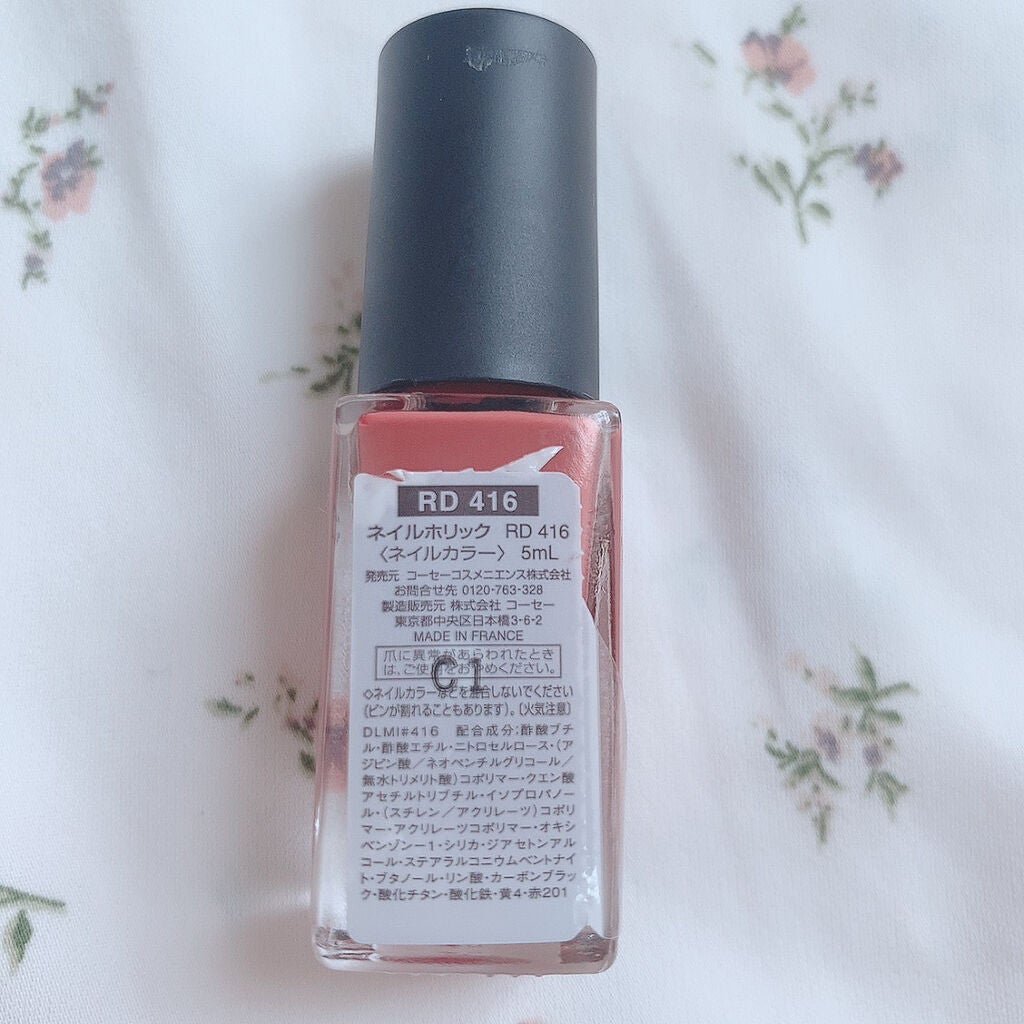 RD 416
ネイルホリック RD 416
〈ネイルカラー〉 5mL
発売元 コーセーコスメニエンス株式会社
お問合せ先 0120-763-328
製造販売元 株式会社 コーセー
東京都中央区日本橋3-6-2
MADE IN FRANCE
爪に異常があらわれたとき
は、ご使用をおやめください。
C1
◇ネイルカラーなどを混合しないでください
(ビンが割れることもあります)。〔火気注意〕
DLMI#416 配合成分;酢酸ブチ
ル・酢酸エチル・ニトロセルロース・(ア
ジピン酸/ネオペンチルグリコール/
無水トリメリト酸)コポリマー・クエン酸
アセチルトリブチル・イソプロパノー
ル・(スチレン/アクリレーツ)コポリ
マー・アクリレーツコポリマー・オキシ
ベンゾン-1・シリカ・ジアセトンアル
コール・ステアラルコニウムベントナイ
ト・ブタノール・リン酸・カーボンブラッ
ク・酸化チタン・酸化鉄・黄4・赤201